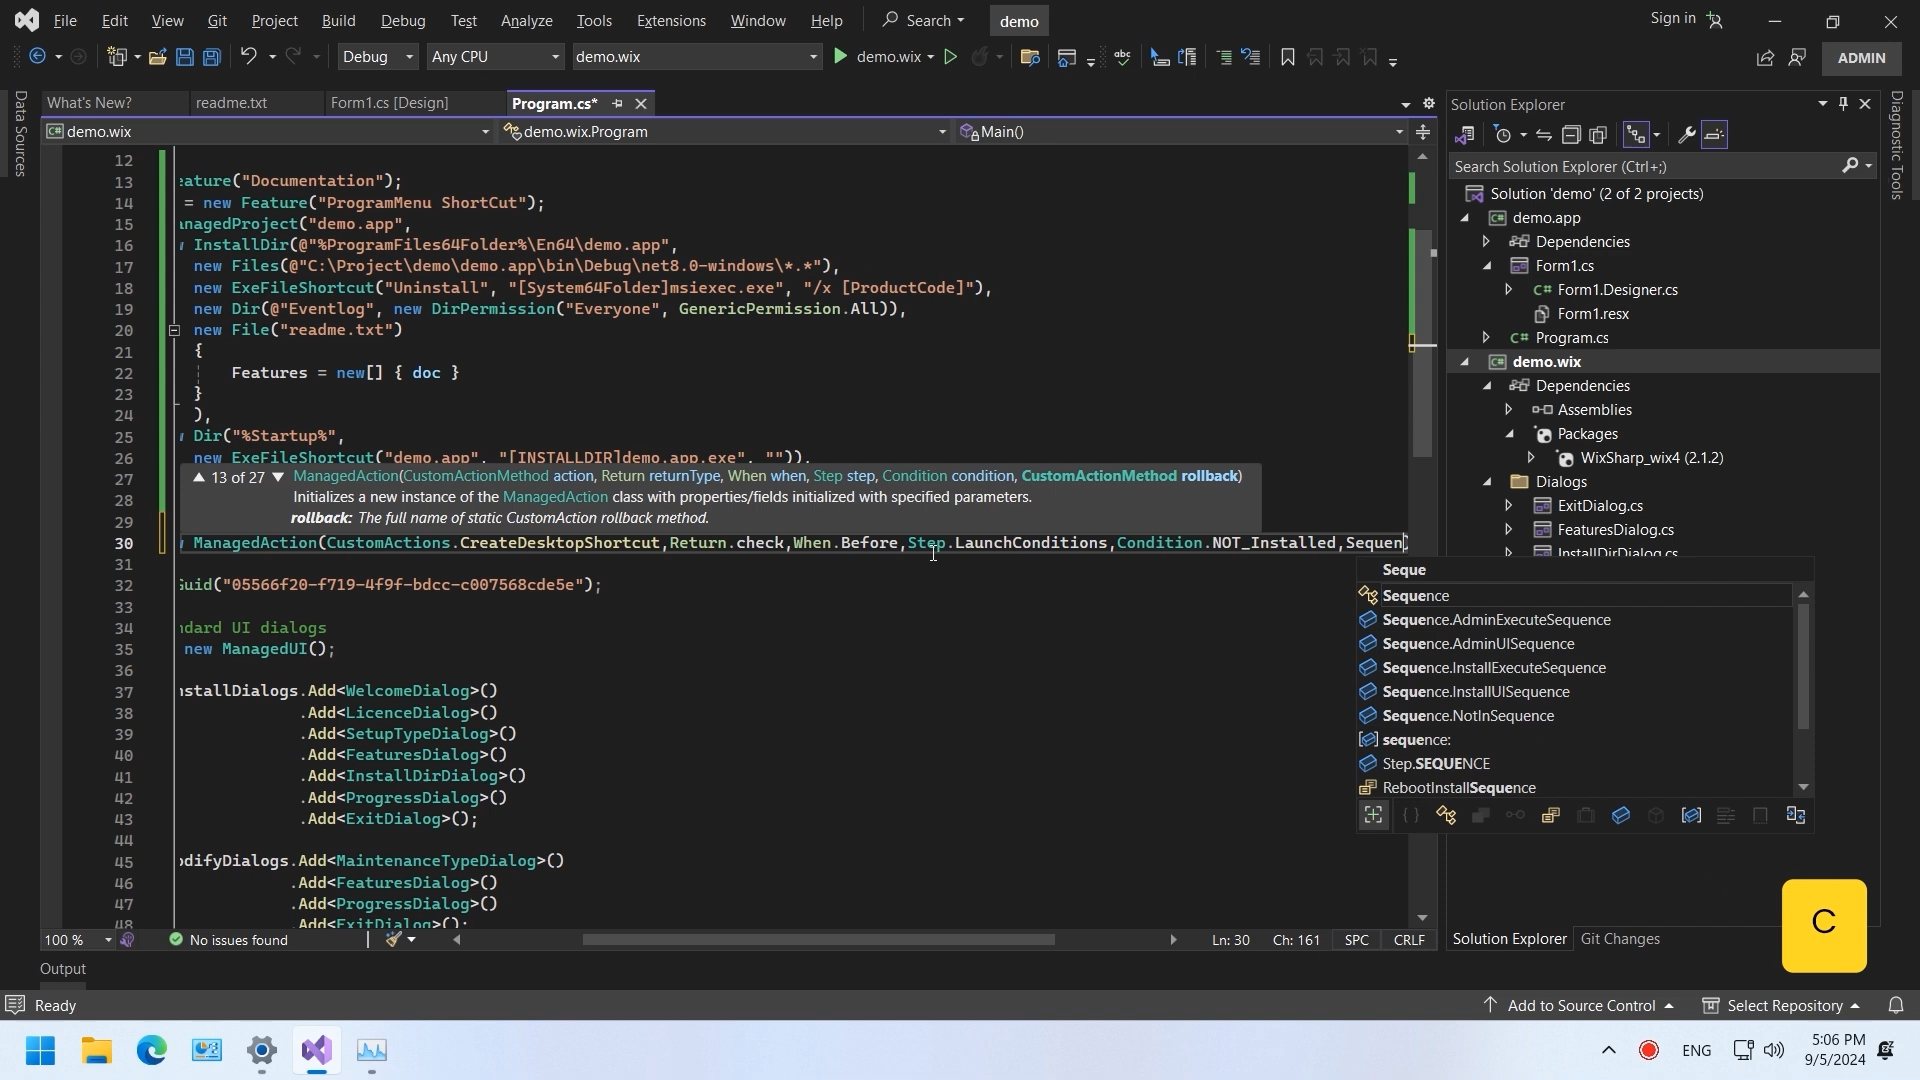 File Edit View Git Project Build Debug Test Analyze Tools Extensions Window Help Search demo Sign in
Debug Any CPU demo.wix demo.wix abc ADMIN
Data Sources
What's New? readme.txt Form1.cs [Design] Program.cs*
demo.wix demo.wix.Program Main()
12
13 eature("Documentation");
14 = new Feature("ProgramMenu ShortCut");
15 anagedProject("demo.app",
16 InstallDir(@"%ProgramFiles64Folder%\En64\demo.app",
17 new Files(@"C:\Project\demo\demo.app\bin\Debug\net8.0-windows\*.*"),
18 new ExeFileShortcut("Uninstall", "[System64Folder]msiexec.exe", "/x [ProductCode]"),
19 new Dir(@"Eventlog", new DirPermission("Everyone", GenericPermission.All)),
20 new File("readme.txt")
21 {
22 Features = new[] { doc }
23 }
24 ),
25 Dir("%Startup%",
26 new ExeFileShortcut("demo.app", "[INSTALLDIR]demo.app.exe", "")),
27
28
29
13 of 27 ManagedAction(CustomActionMethod action, Return returnType, When when, Step step, Condition condition, CustomActionMethod rollback)
Initializes a new instance of the ManagedAction class with properties/fields initialized with specified parameters.
rollback: The full name of static CustomAction rollback method.
30 ManagedAction(CustomActions.CreateDesktopShortcut,Return.check,When.Before,Step.LaunchConditions,Condition.NOT_Installed,Sequen)
31
32 Guid("05566f20-f719-4f9f-bdcc-c007568cde5e");
33
34 ndard UI dialogs
35 new ManagedUI();
36
37 nstallDialogs.Add<WelcomeDialog>()
38 .Add<LicenceDialog>()
39 .Add<SetupTypeDialog>()
40 .Add<FeaturesDialog>()
41 .Add<InstallDirDialog>()
42 .Add<ProgressDialog>()
43 .Add<ExitDialog>();
44
45 odifyDialogs.Add<MaintenanceTypeDialog>()
46 .Add<FeaturesDialog>()
47 .Add<ProgressDialog>()
48 .Add<ExitDialog>();
Seque
Sequence
Sequence.AdminExecuteSequence
Sequence.AdminUISequence
Sequence.InstallExecuteSequence
Sequence.InstallUISequence
Sequence.NotInSequence
sequence:
Step.SEQUENCE
RebootInstallSequence
100 % No issues found Ln: 30 Ch: 161 SPC CRLF
Output
Solution Explorer
Search Solution Explorer (Ctrl+;)
Solution 'demo' (2 of 2 projects)
demo.app
Dependencies
Form1.cs
Form1.Designer.cs
Form1.resx
Program.cs
demo.wix
Dependencies
Assemblies
Packages
WixSharp_wix4 (2.1.2)
Dialogs
ExitDialog.cs
FeaturesDialog.cs
InstallDirDialog.cs
Solution Explorer Git Changes
Diagnostic Tools
C
Ready Add to Source Control Select Repository
ENG 5:06 PM
9/5/2024